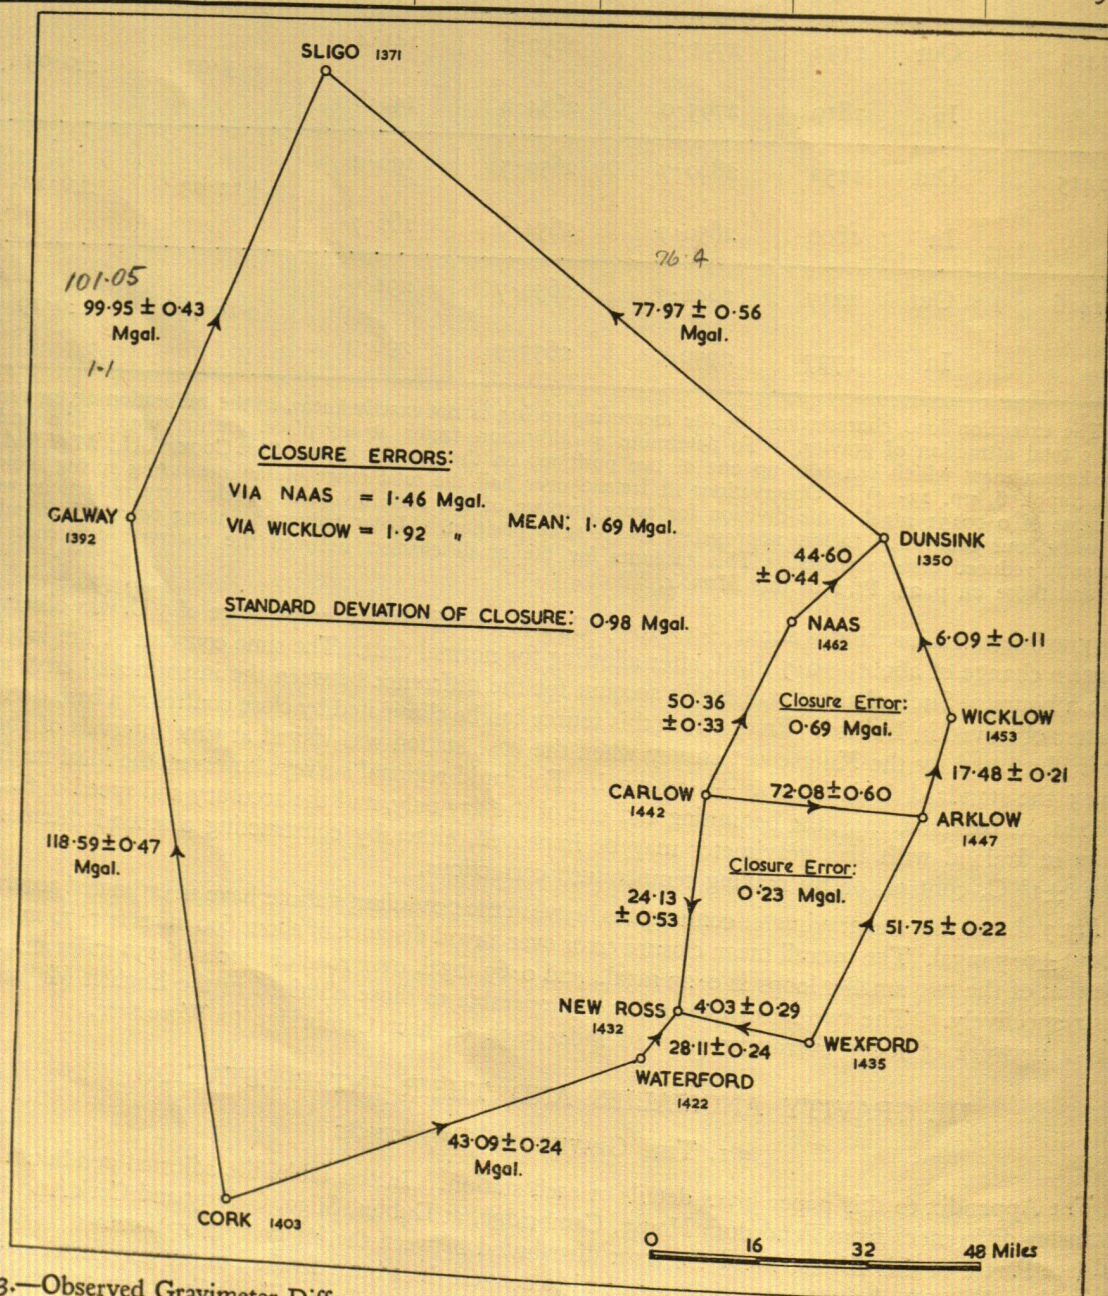 SLIGO 1371
101·05
99·95 ± 0·43
Mgal.
1·1
76·4
77·97 ± 0·56
Mgal.
CLOSURE ERRORS:
VIA NAAS = 1·46 Mgal.
VIA WICKLOW = 1·92 "
MEAN: 1·69 Mgal.
STANDARD DEVIATION OF CLOSURE: 0·98 Mgal.
GALWAY
1392
DUNSINK
1350
44·60
±0·44
NAAS
1462
6·09 ± 0·11
50·36
±0·33
Closure Error:
0·69 Mgal.
WICKLOW
1453
17·48 ± 0·21
CARLOW
1442
72·08±0·60
ARKLOW
1447
118·59±0·47
Mgal.
Closure Error:
0·23 Mgal.
24·13
± 0·53
51·75 ± 0·22
NEW ROSS
1432
4·03±0·29
28·11±0·24
WEXFORD
1435
WATERFORD
1422
43·09±0·24
Mgal.
CORK 1403
0 16 32 48 Miles
3.—Observed Gravimeter